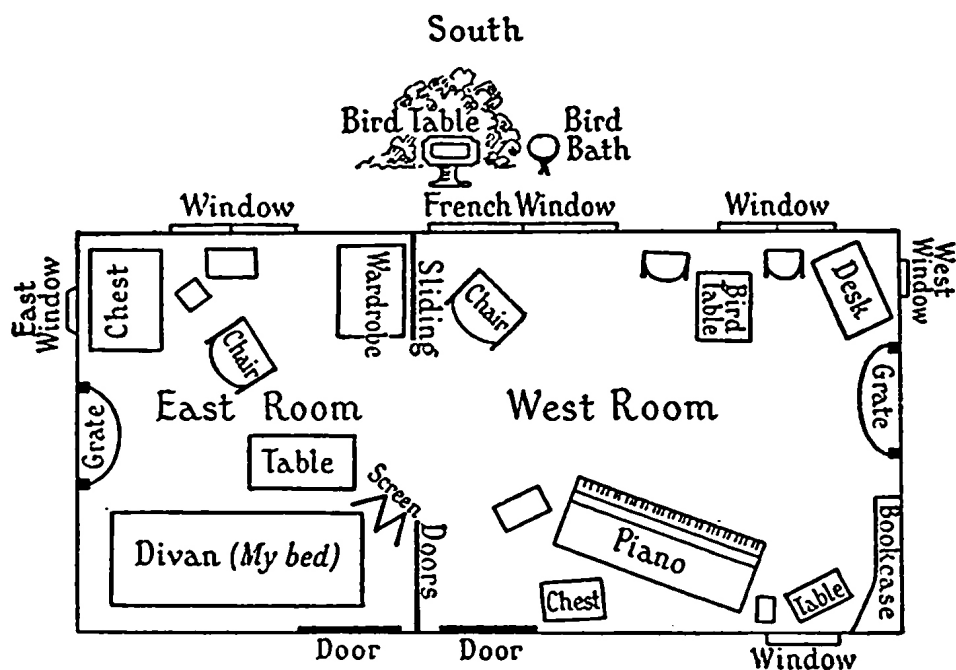 South
Bird Table
Bird
Bath
Window
French Window
Window
East
Window
Chest
Wardrobe
Sliding
Chair
Bird
Table
Desk
West
Window
Chair
Grate
East Room
West Room
Grate
Table
Screen
Doors
Divan (My bed)
Piano
Bookcase
Chest
Table
Door
Door
Window